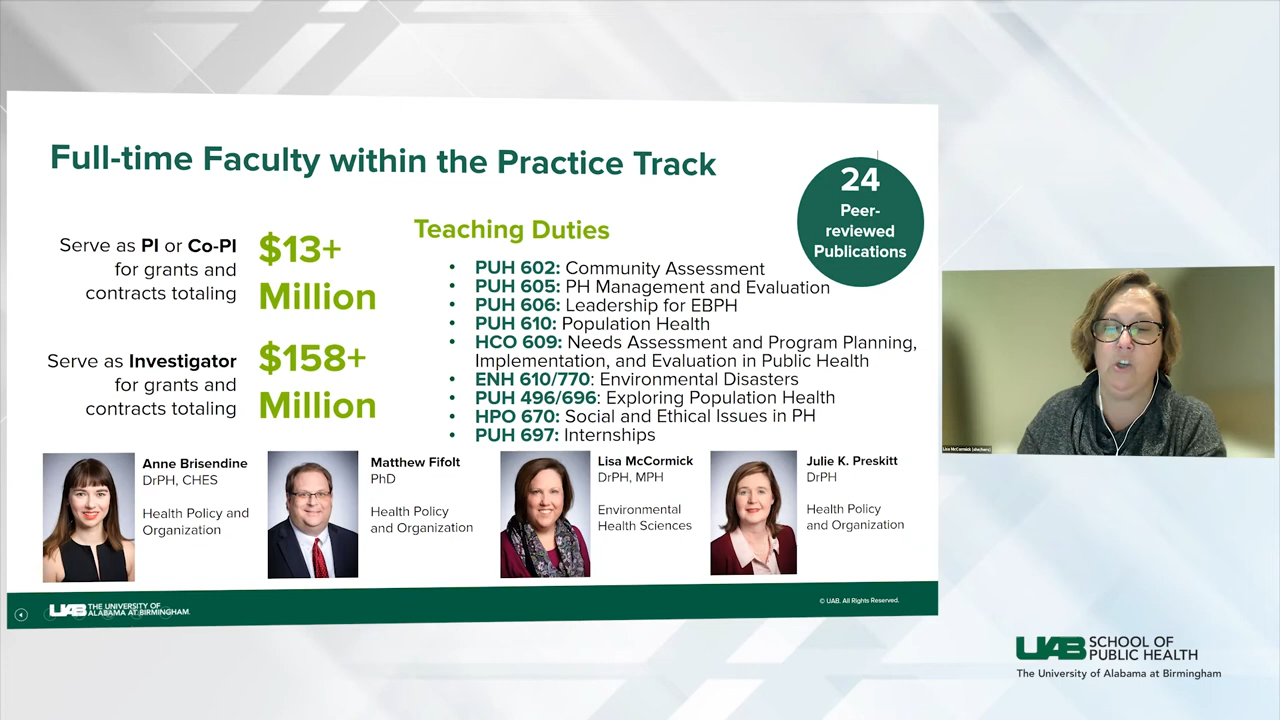 Full-time Faculty within the Practice Track
24
Peer-
reviewed
Publications
Serve as PI or Co-PI
for grants and
contracts totaling
$13+
Million
Serve as Investigator
for grants and
contracts totaling
$158+
Million
Teaching Duties
• PUH 602: Community Assessment
• PUH 605: PH Management and Evaluation
• PUH 606: Leadership for EBPH
• PUH 610: Population Health
• HCO 609: Needs Assessment and Program Planning,
Implementation, and Evaluation in Public Health
• ENH 610/770: Environmental Disasters
• PUH 496/696: Exploring Population Health
• HPO 670: Social and Ethical Issues in PH
• PUH 697: Internships
Anne Brisendine
DrPH, CHES
Health Policy and
Organization
Matthew Fifolt
PhD
Health Policy
and Organization
Lisa McCormick
DrPH, MPH
Environmental
Health Sciences
Julie K. Preskitt
DrPH
Health Policy
and Organization
UAB THE UNIVERSITY OF
ALABAMA AT BIRMINGHAM
© UAB. All Rights Reserved.
Lisa McCormick (she/hers)
UAB SCHOOL OF
PUBLIC HEALTH
The University of Alabama at Birmingham